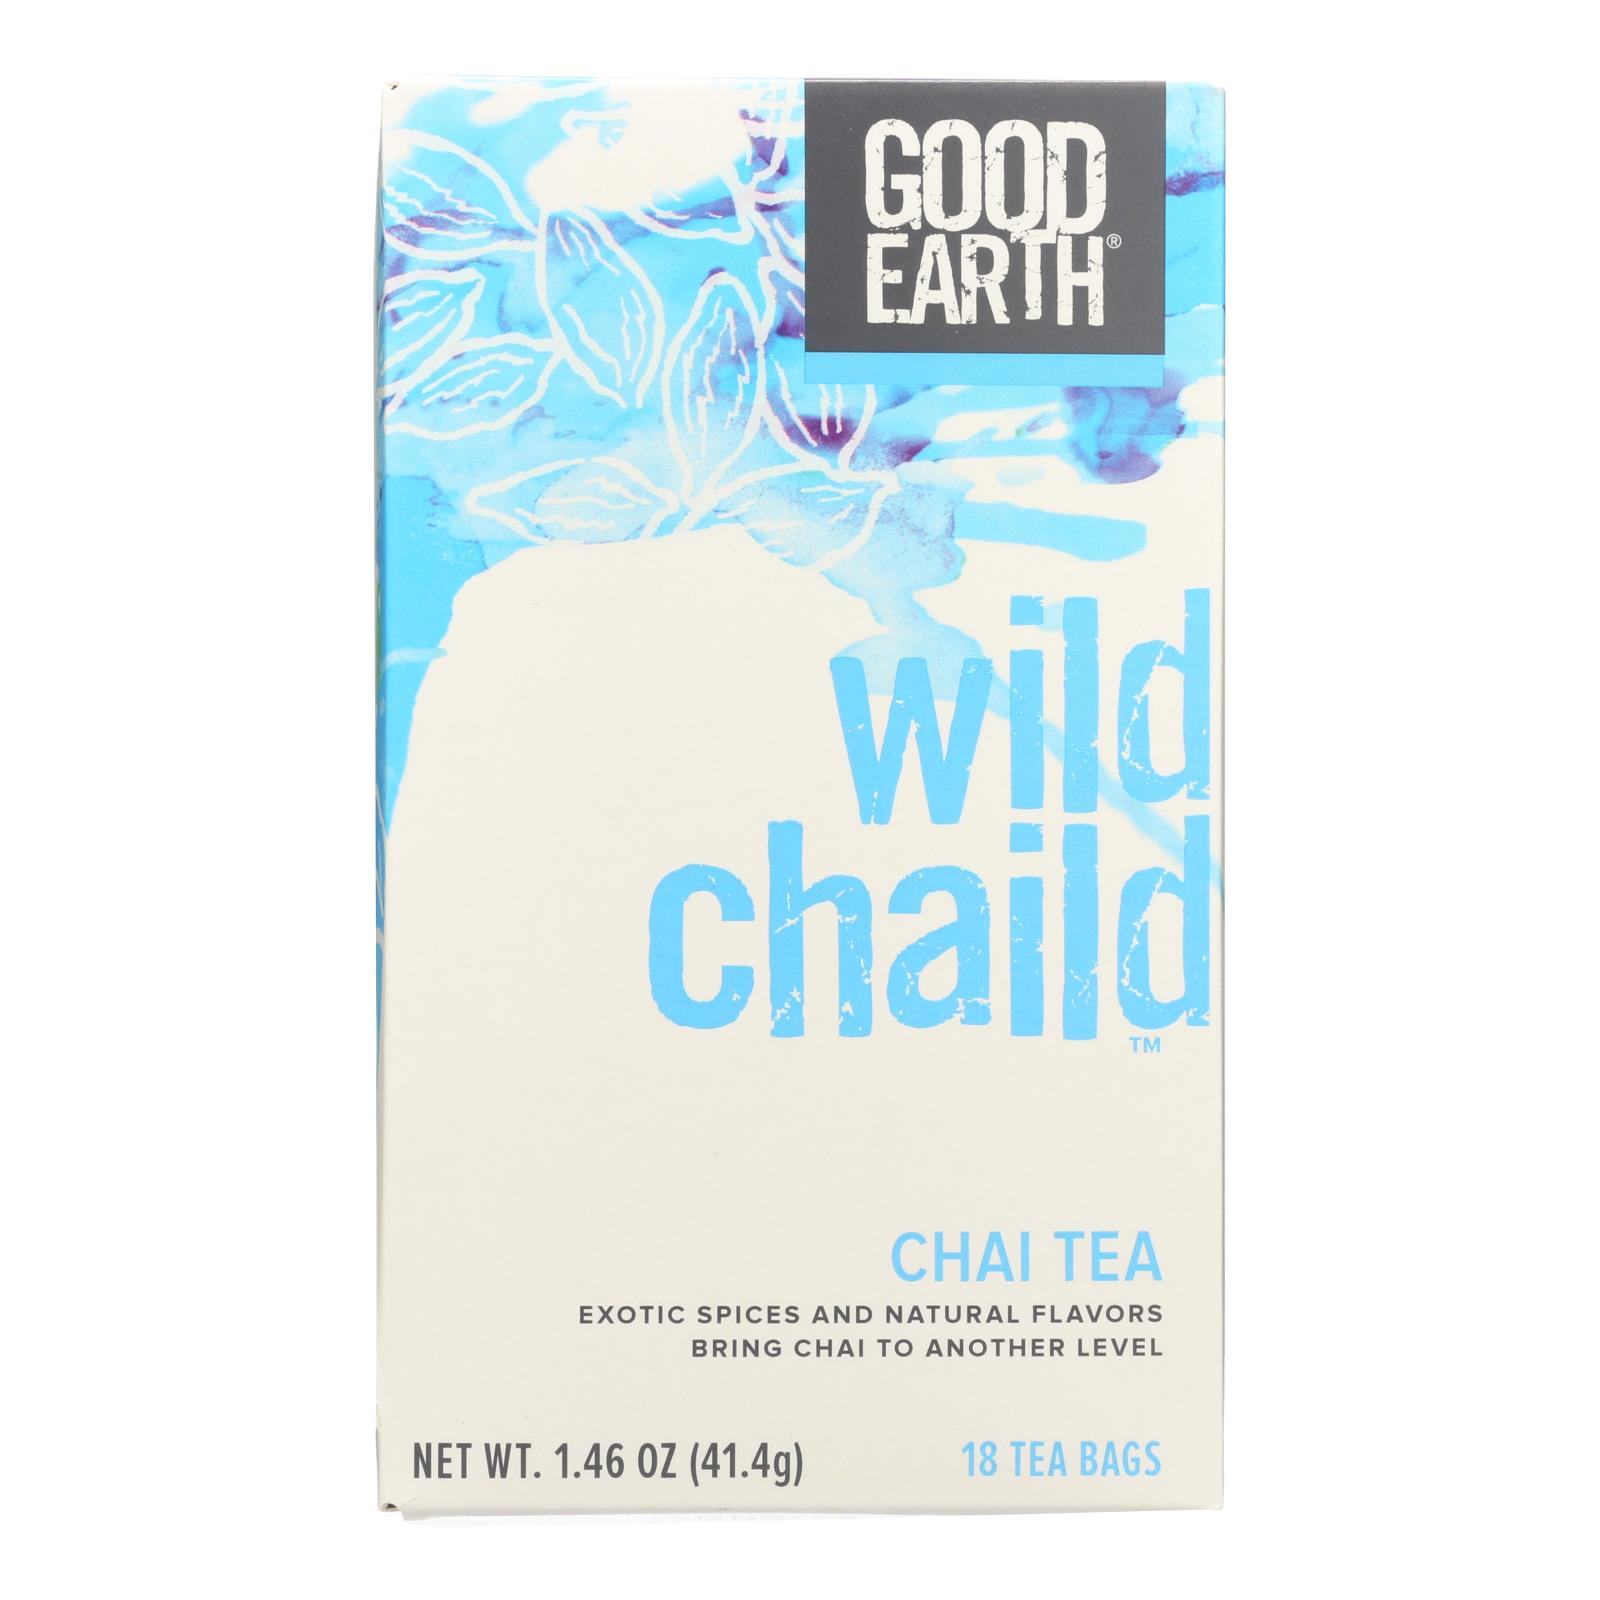 GOOD
EARTH®
wild
chaild
TM
CHAI TEA
EXOTIC SPICES AND NATURAL FLAVORS
BRING CHAI TO ANOTHER LEVEL
NET WT. 1.46 OZ (41.4g)
18 TEA BAGS